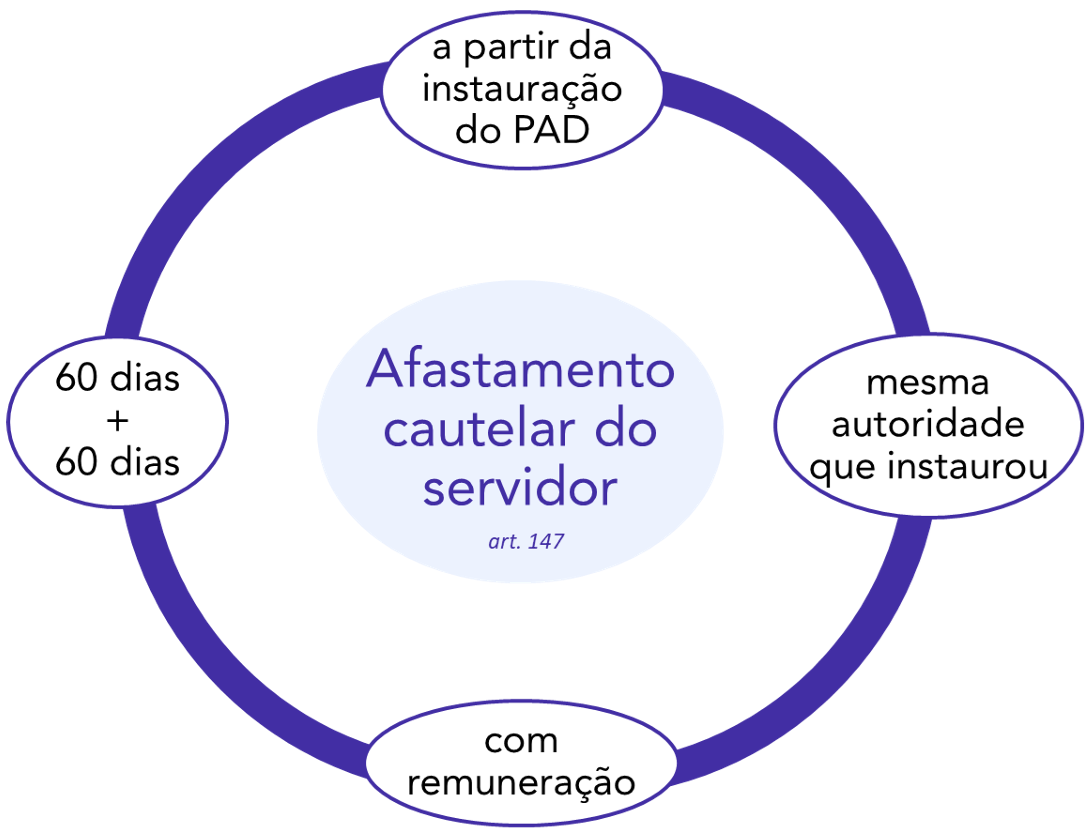 a partir da
instauração
do PAD
60 dias
+
60 dias
Afastamento
cautelar do
servidor
art. 147
mesma
autoridade
que instaurou
com
remuneração